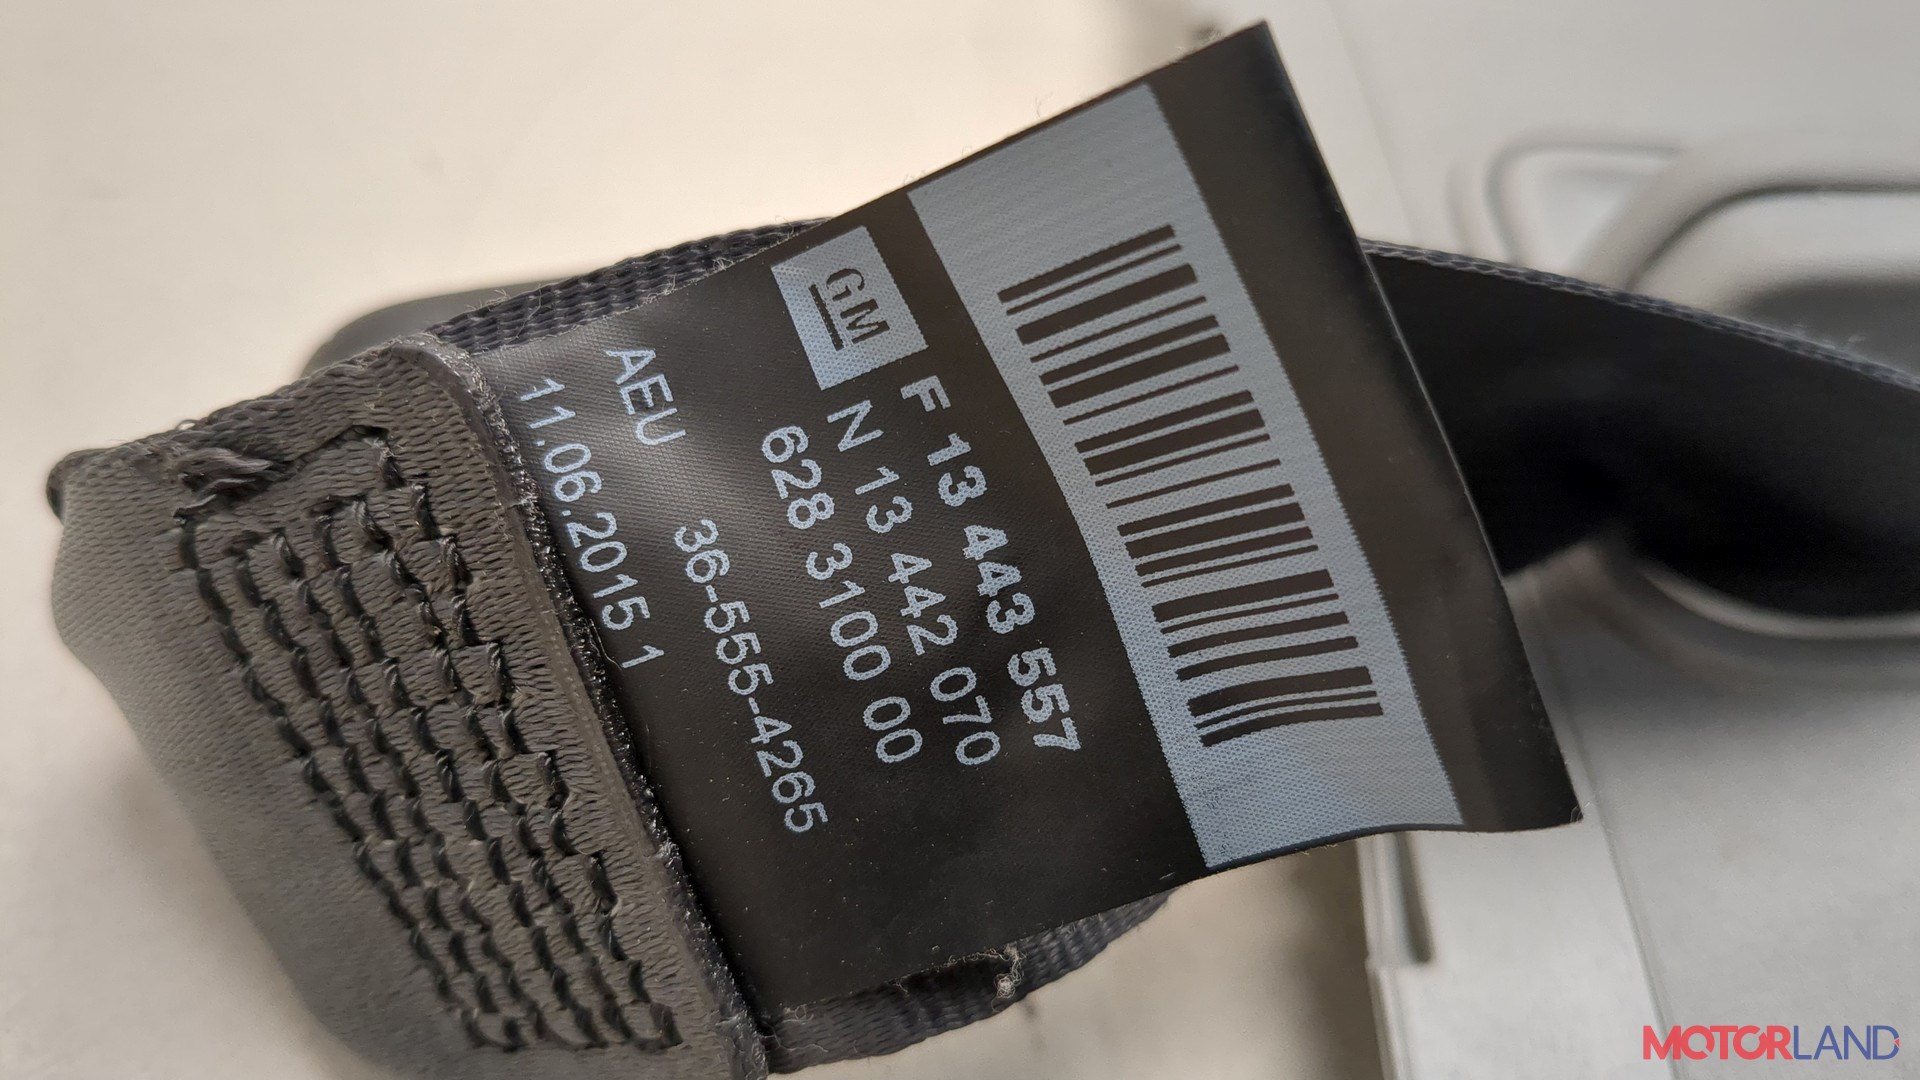 GM
F 13 443 557
N 13 442 070
628 3100 00
AEU 36-555-4265
11.06.2015 1
MOTORLAND